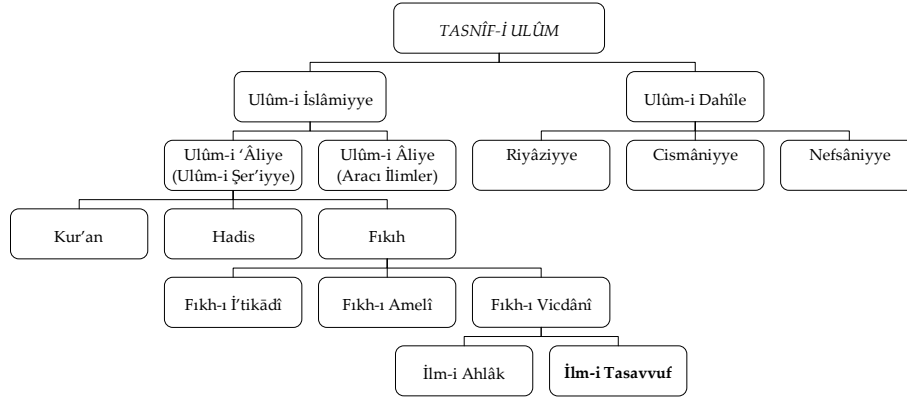 TASNÎF-İ ULÛM
Ulûm-i İslâmiyye
Ulûm-i Dahîle
Ulûm-i ‘Âliye
(Ulûm-i Şer’iyye)
Ulûm-i Âliye
(Aracı İlimler)
Riyâziyye
Cismâniyye
Nefsâniyye
Kur’an
Hadis
Fıkıh
Fıkh-ı İ’tikādî
Fıkh-ı Amelî
Fıkh-ı Vicdânî
İlm-i Ahlâk
İlm-i Tasavvuf